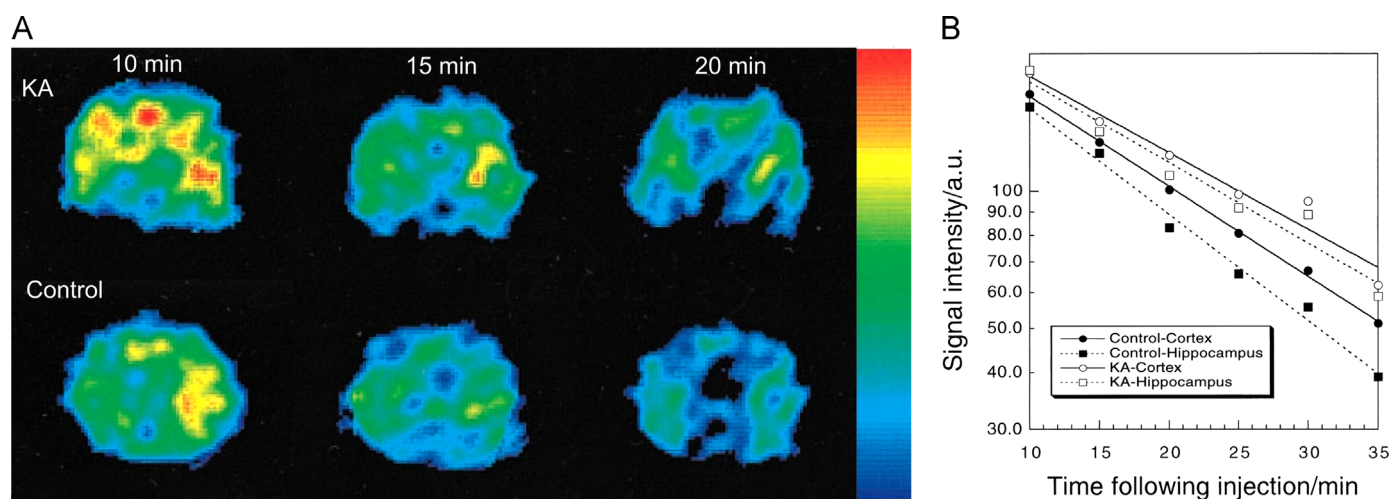 A
10 min
15 min
20 min
KA
Control
B
Signal intensity/a.u.
100
90.0
80.0
70.0
60.0
50.0
40.0
30.0
Control-Cortex
Control-Hippocampus
KA-Cortex
KA-Hippocampus
10 15 20 25 30 35
Time following injection/min